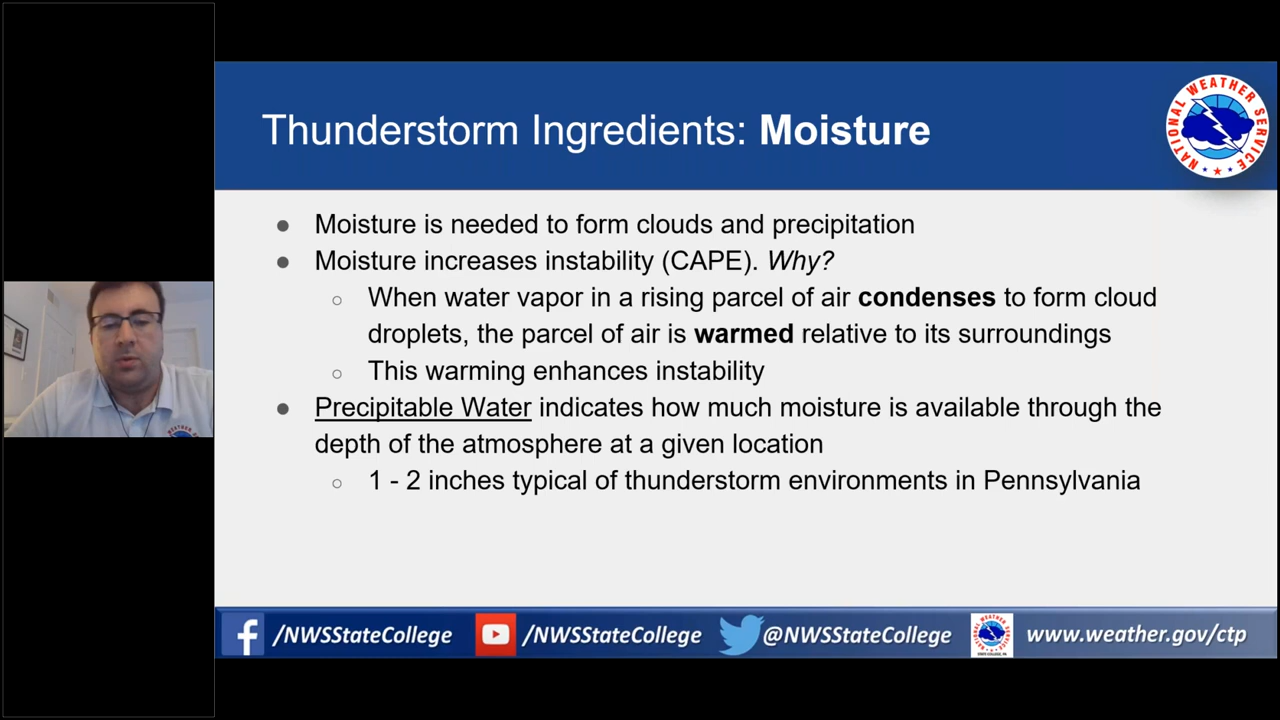 Thunderstorm Ingredients: Moisture
NATIONAL WEATHER SERVICE
● Moisture is needed to form clouds and precipitation
● Moisture increases instability (CAPE). Why?
○ When water vapor in a rising parcel of air condenses to form cloud
droplets, the parcel of air is warmed relative to its surroundings
○ This warming enhances instability
● Precipitable Water indicates how much moisture is available through the
depth of the atmosphere at a given location
○ 1 - 2 inches typical of thunderstorm environments in Pennsylvania
/NWSStateCollege
/NWSStateCollege
@NWSStateCollege
www.weather.gov/ctp